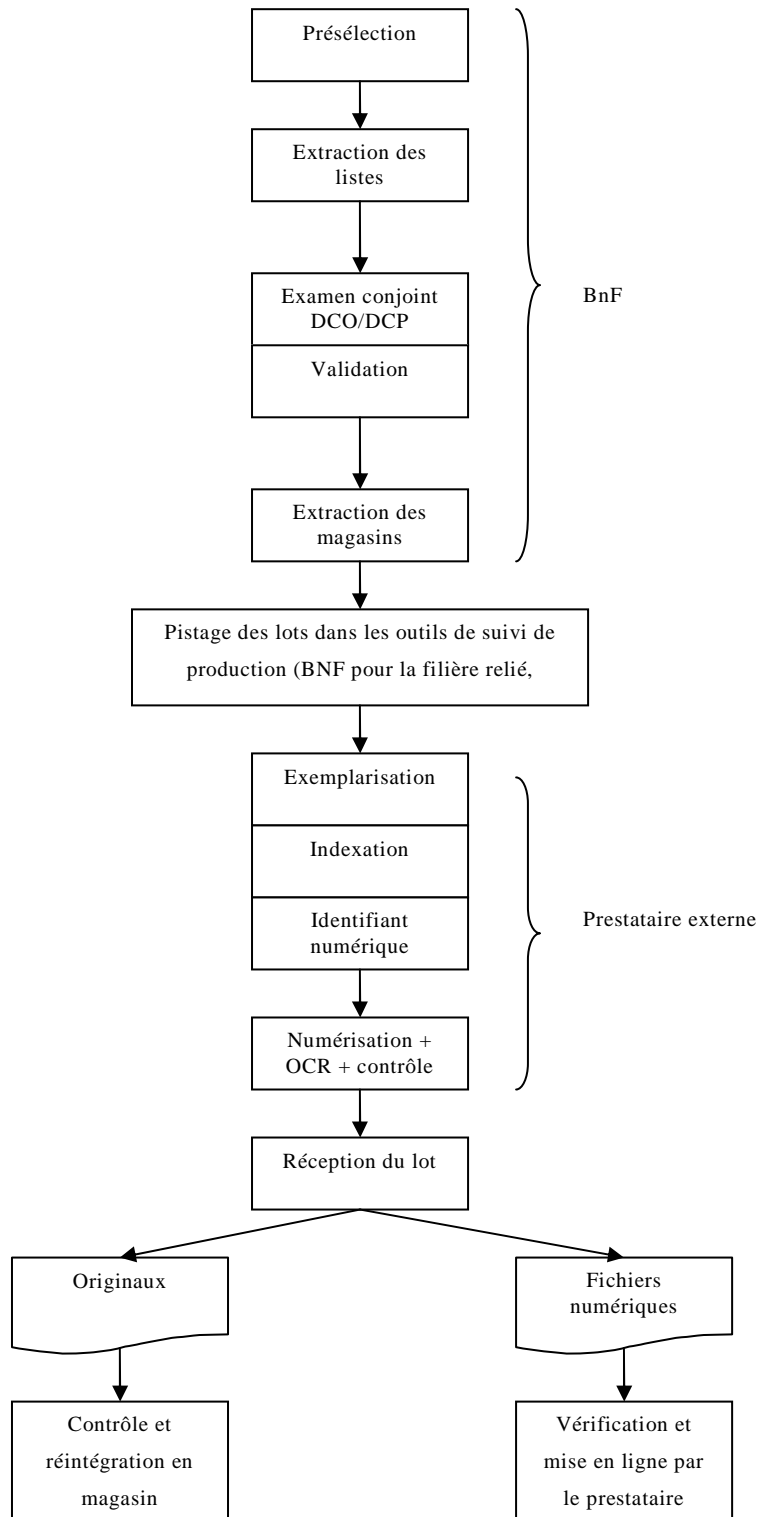 Présélection
Extraction des
listes
Examen conjoint
DCO/DCP
BnF
Validation
Extraction des
magasins
Pistage des lots dans les outils de suivi de
production (BNF pour la filière relié,
Exemplarisation
Indexation
Identifiant
numérique
Prestataire externe
Numérisation +
OCR + contrôle
Réception du lot
Originaux
Fichiers
numériques
Contrôle et
réintégration en
magasin
Vérification et
mise en ligne par
le prestataire